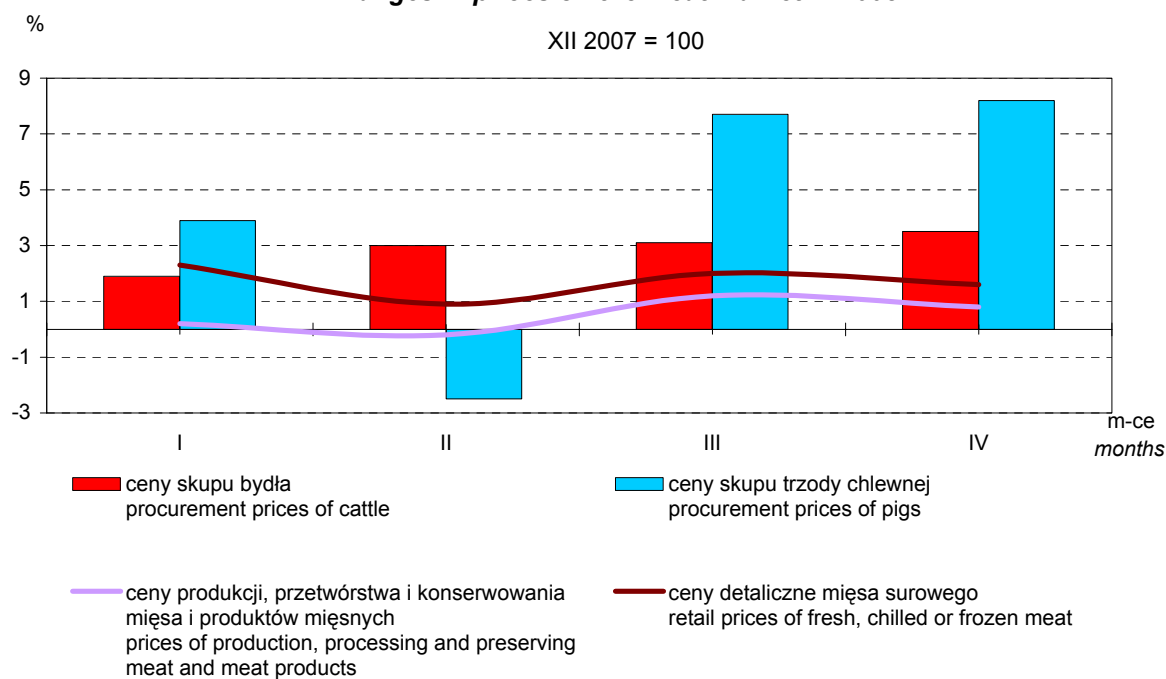 prices
%
XII 2007 = 100
9
7
5
3
1
-1
-3
I
II
III
IV
m-ce
months
ceny skupu bydła
procurement prices of cattle
ceny skupu trzody chlewnej
procurement prices of pigs
ceny produkcji, przetwórstwa i konserwowania
mięsa i produktów mięsnych
prices of production, processing and preserving
meat and meat products
ceny detaliczne mięsa surowego
retail prices of fresh, chilled or frozen meat